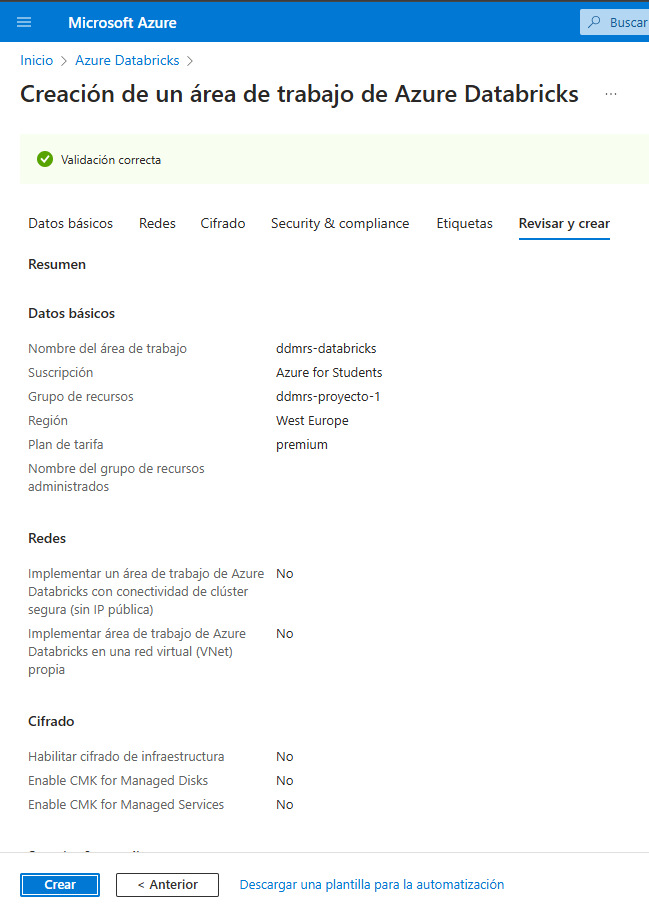 Microsoft Azure
Buscar
Inicio > Azure Databricks >
Creación de un área de trabajo de Azure Databricks ...
Validación correcta
Datos básicos Redes Cifrado Security & compliance Etiquetas Revisar y crear
Resumen
Datos básicos
Nombre del área de trabajo ddmrs-databricks
Suscripción Azure for Students
Grupo de recursos ddmrs-proyecto-1
Región West Europe
Plan de tarifa premium
Nombre del grupo de recursos
administrados
Redes
Implementar un área de trabajo de Azure No
Databricks con conectividad de clúster
segura (sin IP pública)
Implementar área de trabajo de Azure No
Databricks en una red virtual (VNet)
propia
Cifrado
Habilitar cifrado de infraestructura No
Enable CMK for Managed Disks No
Enable CMK for Managed Services No
Crear < Anterior Descargar una plantilla para la automatización